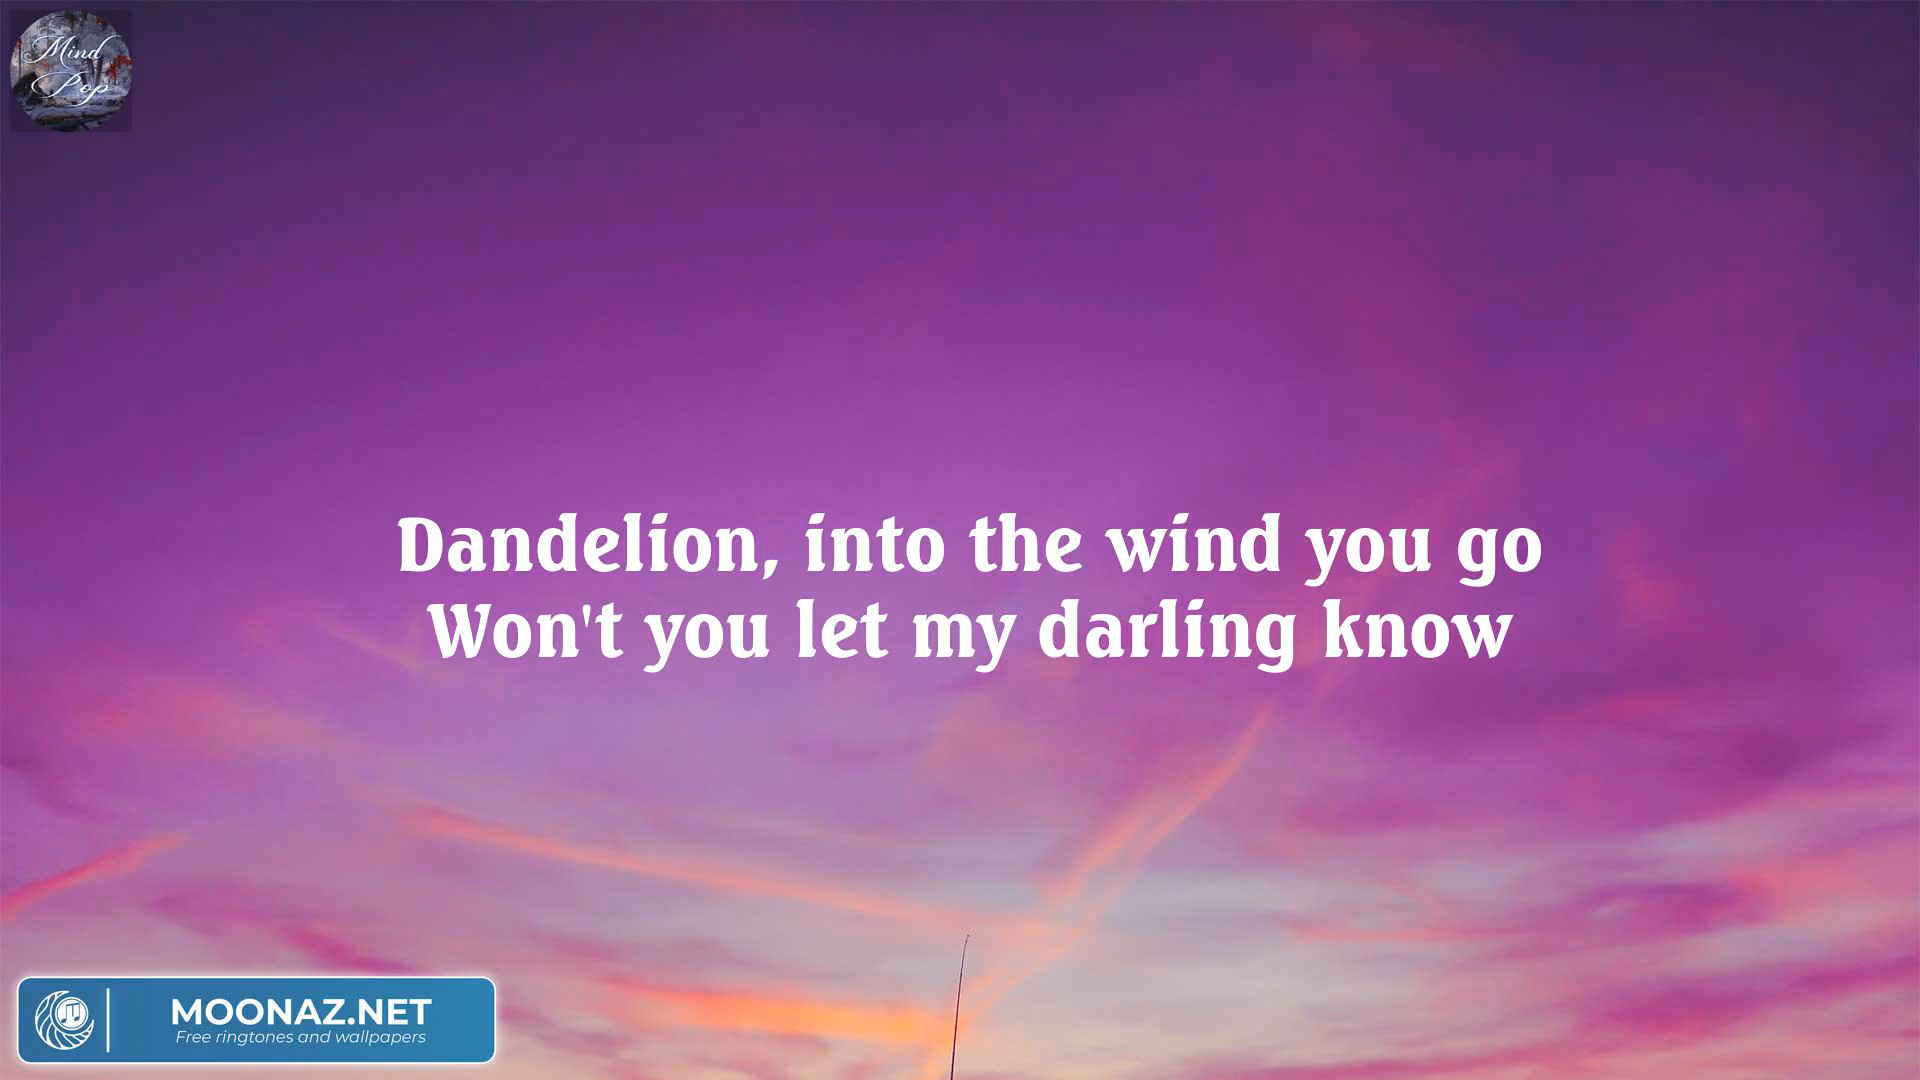 Mind
Pop
Dandelion, into the wind you go
Won't you let my darling know
MOONAZ.NET
Free ringtones and wallpapers